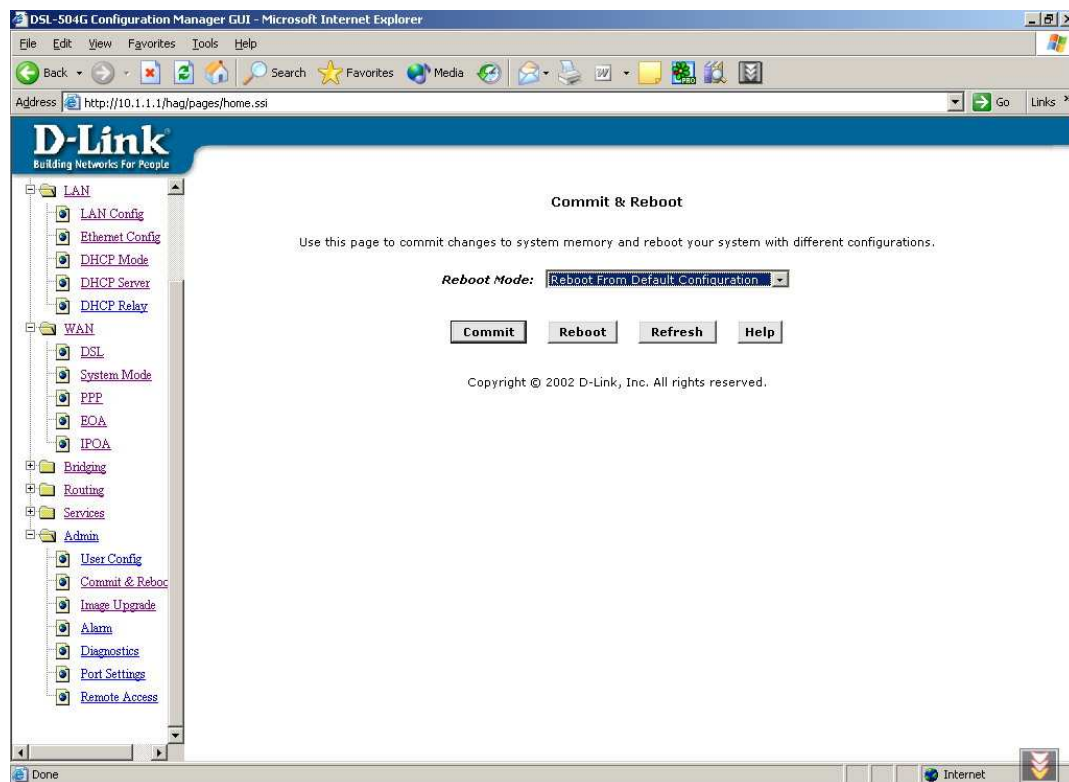 DSL-504G Configuration Manager GUI - Microsoft Internet Explorer
File Edit View Favorites Tools Help
Back Search Favorites Media
Address http://10.1.1.1/hag/pages/home.ssi Go Links »
D-Link
Building Networks For People
LAN
LAN Config
Ethernet Config
DHCP Mode
DHCP Server
DHCP Relay
WAN
DSL
System Mode
PPP
EOA
IPOA
Bridging
Routing
Services
Admin
User Config
Commit & Reboo
Image Upgrade
Alarm
Diagnostics
Port Settings
Remote Access
Commit & Reboot
Use this page to commit changes to system memory and reboot your system with different configurations.
Reboot Mode: Reboot From Default Configuration
Commit Reboot Refresh Help
Copyright © 2002 D-Link, Inc. All rights reserved.
Done Internet